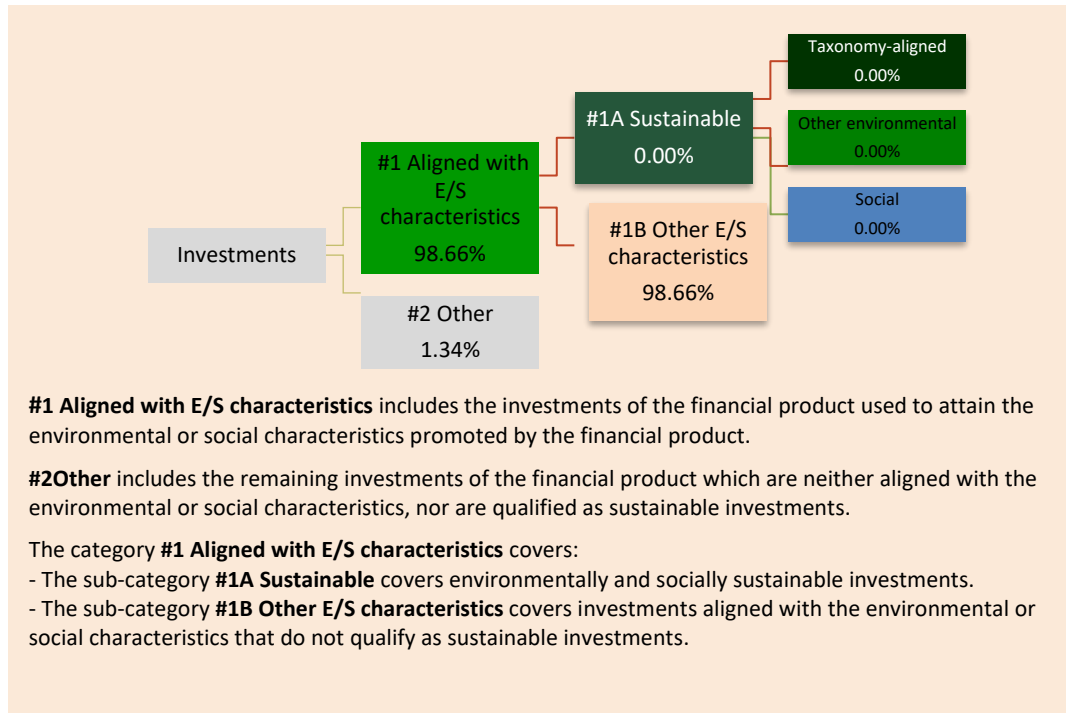 Taxonomy-aligned
0.00%
#1A Sustainable
0.00%
Other environmental
0.00%
#1 Aligned with
E/S
characteristics
98.66%
Social
0.00%
#1B Other E/S
characteristics
98.66%
Investments
#2 Other
1.34%
#1 Aligned with E/S characteristics includes the investments of the financial product used to attain the
environmental or social characteristics promoted by the financial product.
#2Other includes the remaining investments of the financial product which are neither aligned with the
environmental or social characteristics, nor are qualified as sustainable investments.
The category #1 Aligned with E/S characteristics covers:
- The sub-category #1A Sustainable covers environmentally and socially sustainable investments.
- The sub-category #1B Other E/S characteristics covers investments aligned with the environmental or
social characteristics that do not qualify as sustainable investments.